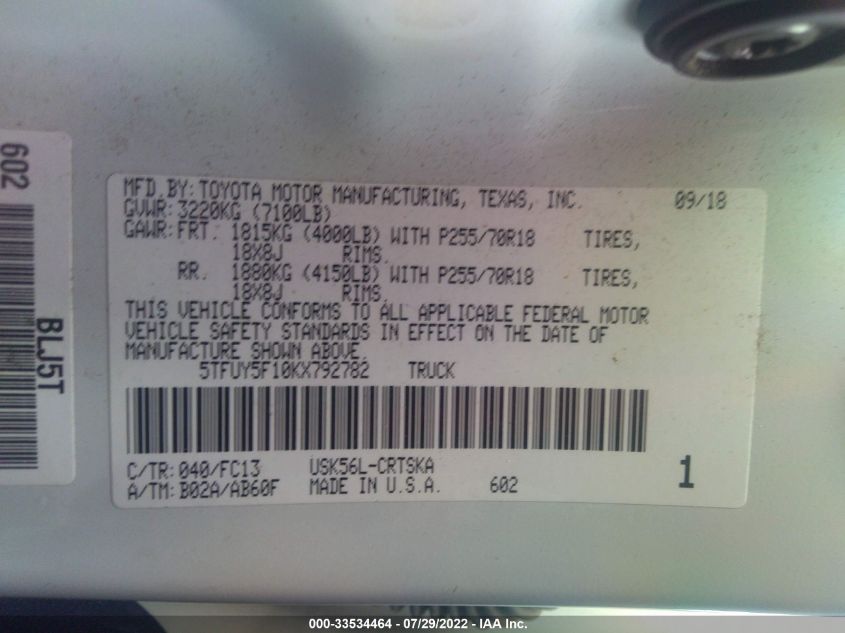 602
BLJ5T
MFD.BY:TOYOTA MOTOR MANUFACTURING, TEXAS, INC. 09/18
GVWR:3220KG (7100LB)
GAWR:FRT. 1815KG (4000LB) WITH P255/70R18 TIRES,
18X8J RIMS.
RR. 1880KG (4150LB) WITH P255/70R18 TIRES,
18X8J RIMS.
THIS VEHICLE CONFORMS TO ALL APPLICABLE FEDERAL MOTOR
VEHICLE SAFETY STANDARDS IN EFFECT ON THE DATE OF
MANUFACTURE SHOWN ABOVE.
5TFUY5F10KX792782 TRUCK
C/TR:040/FC13 USK56L-CRTSKA
A/TM:B02A/AB60F MADE IN U.S.A. 602 1
000-33534464 - 07/29/2022 - IAA Inc.